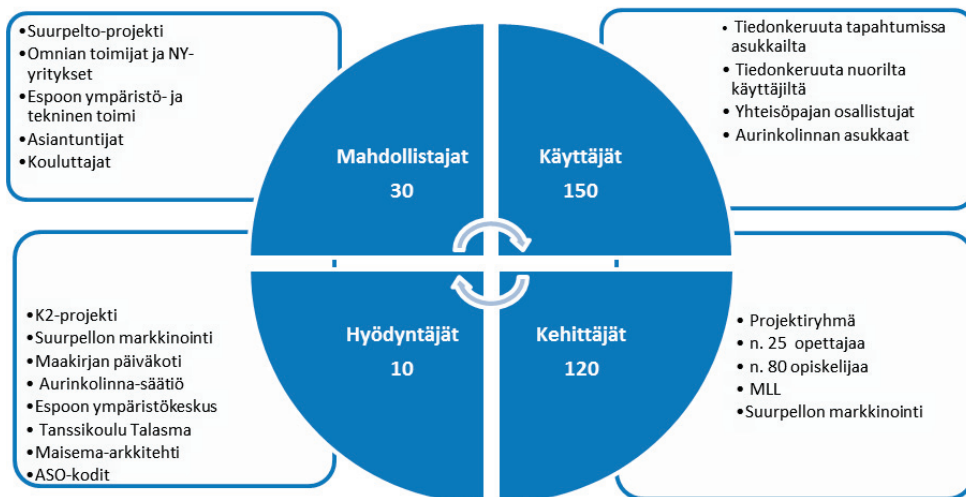 •Suurpelto-projekti
•Omnian toimijat ja NY-
yritykset
•Espoon ympäristö- ja
tekninen toimi
•Asiantuntijat
•Kouluttajat
• Tiedonkeruuta tapahtumissa
asukkailta
• Tiedonkeruuta nuorilta
käyttäjiltä
• Yhteisöpajan osallistujat
• Aurinkolinnan asukkaat
Mahdollistajat
30
Käyttäjät
150
Hyödyntäjät
10
Kehittäjät
120
•K2-projekti
•Suurpellon markkinointi
•Maakirjan päiväkoti
• Aurinkolinna-säätiö
•Espoon ympäristökeskus
• Tanssikoulu Talasma
•Maisema-arkkitehti
•ASO-kodit
• Projektiryhmä
• n. 25 opettajaa
• n. 80 opiskelijaa
• MLL
•Suurpellon markkinointi